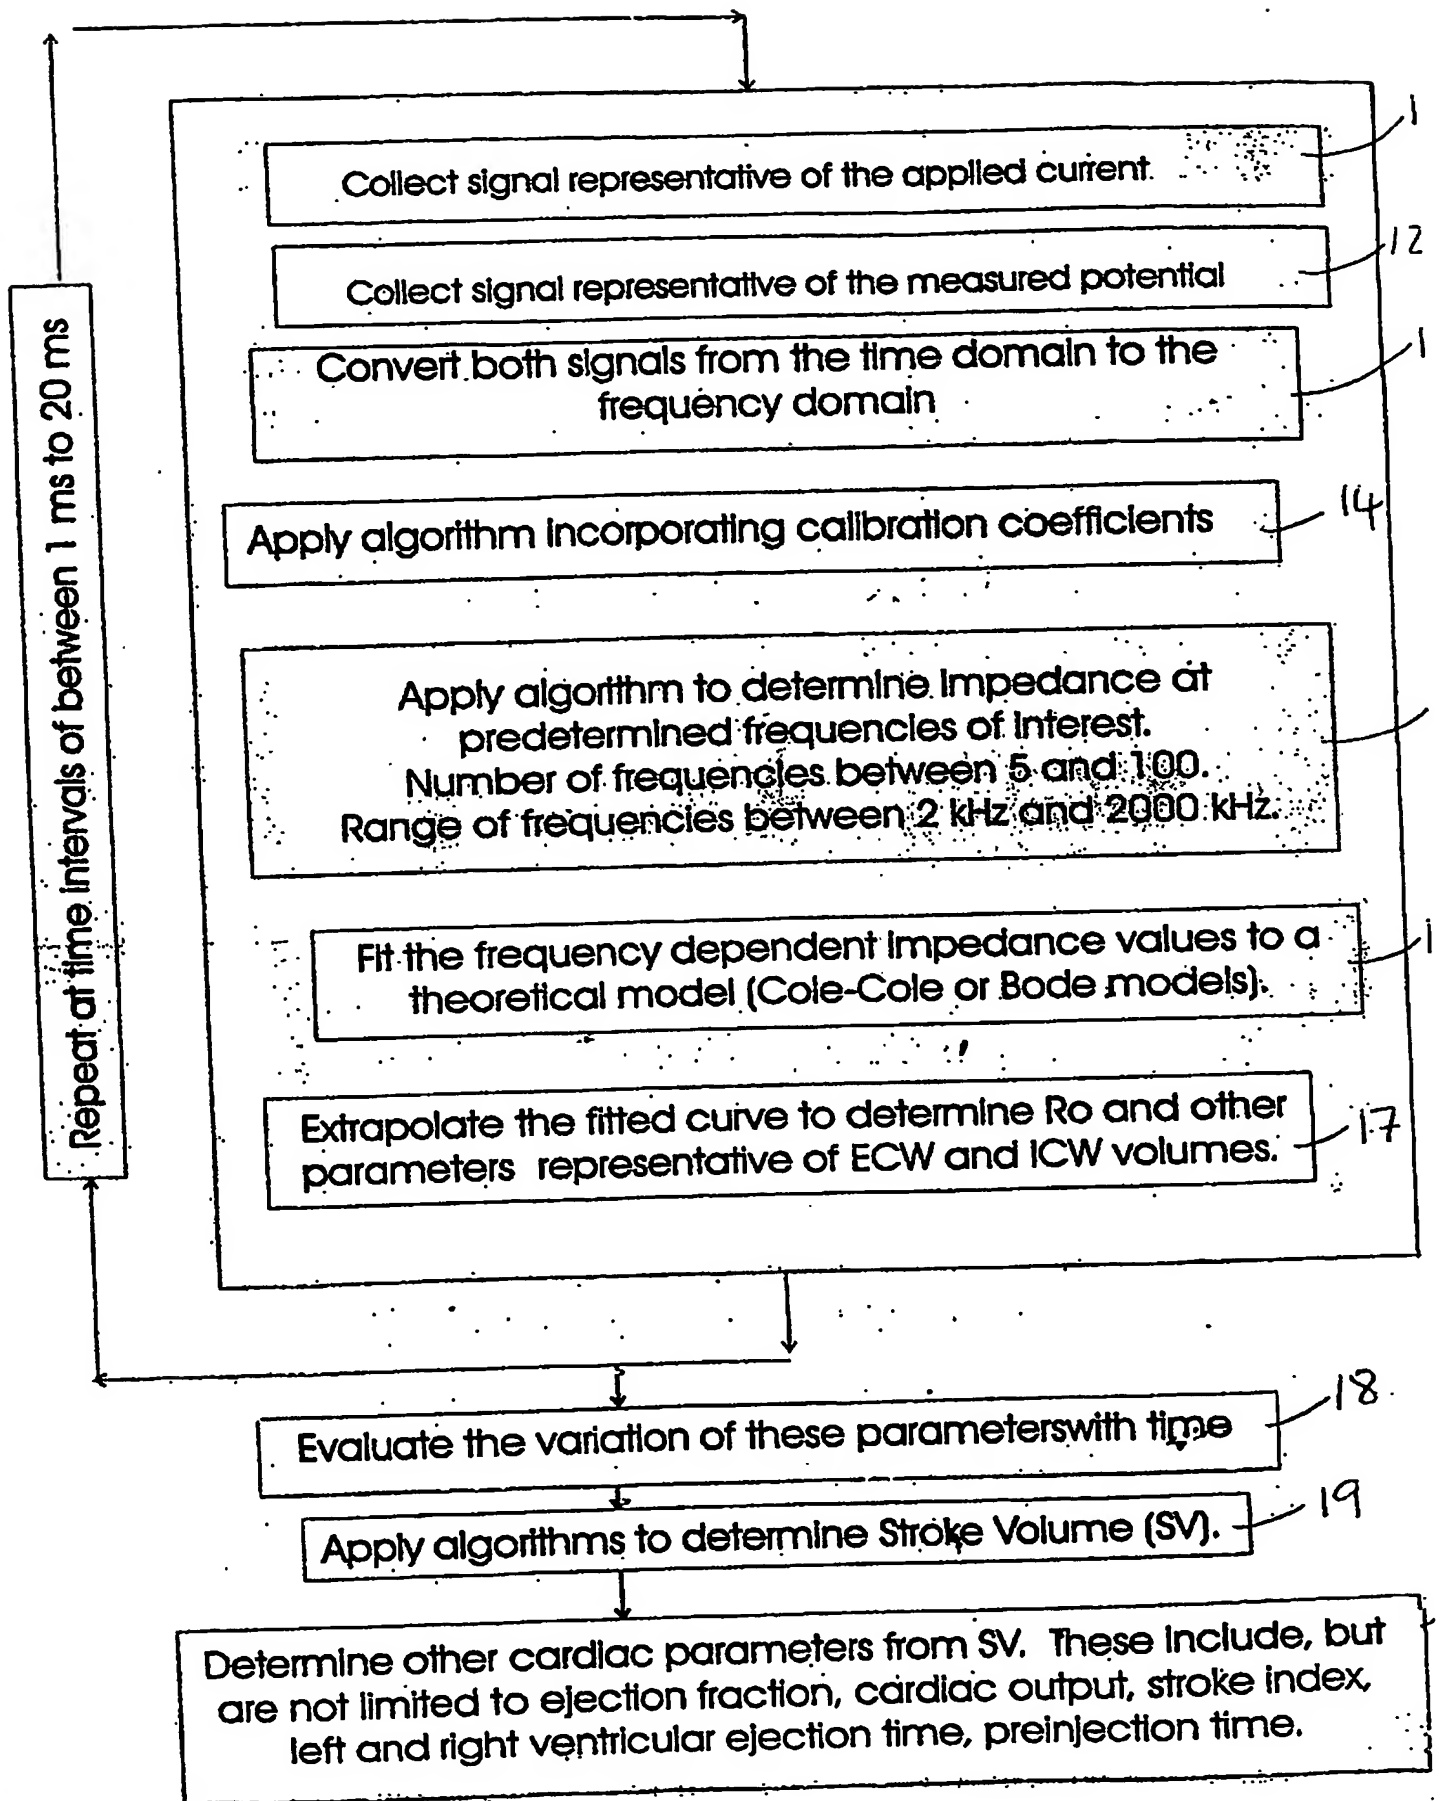 Collect signal representative of the applied current.
1
Collect signal representative of the measured potential
12
Convert both signals from the time domain to the
frequency domain
1
Apply algorithm incorporating calibration coefficients
14
Apply algorithm to determine impedance at
predetermined frequencies of interest.
Number of frequencies between 5 and 100.
Range of frequencies between 2 kHz and 2000 kHz.
Fit the frequency dependent impedance values to a
theoretical model (Cole-Cole or Bode models).
1
Extrapolate the fitted curve to determine Ro and other
parameters representative of ECW and ICW volumes.
17
Repeat at time intervals of between 1 ms to 20 ms
Evaluate the variation of these parameterswith time
18
Apply algorithms to determine Stroke Volume (SV).
19
Determine other cardiac parameters from SV. These include, but
are not limited to ejection fraction, cardiac output, stroke index,
left and right ventricular ejection time, preinjection time.